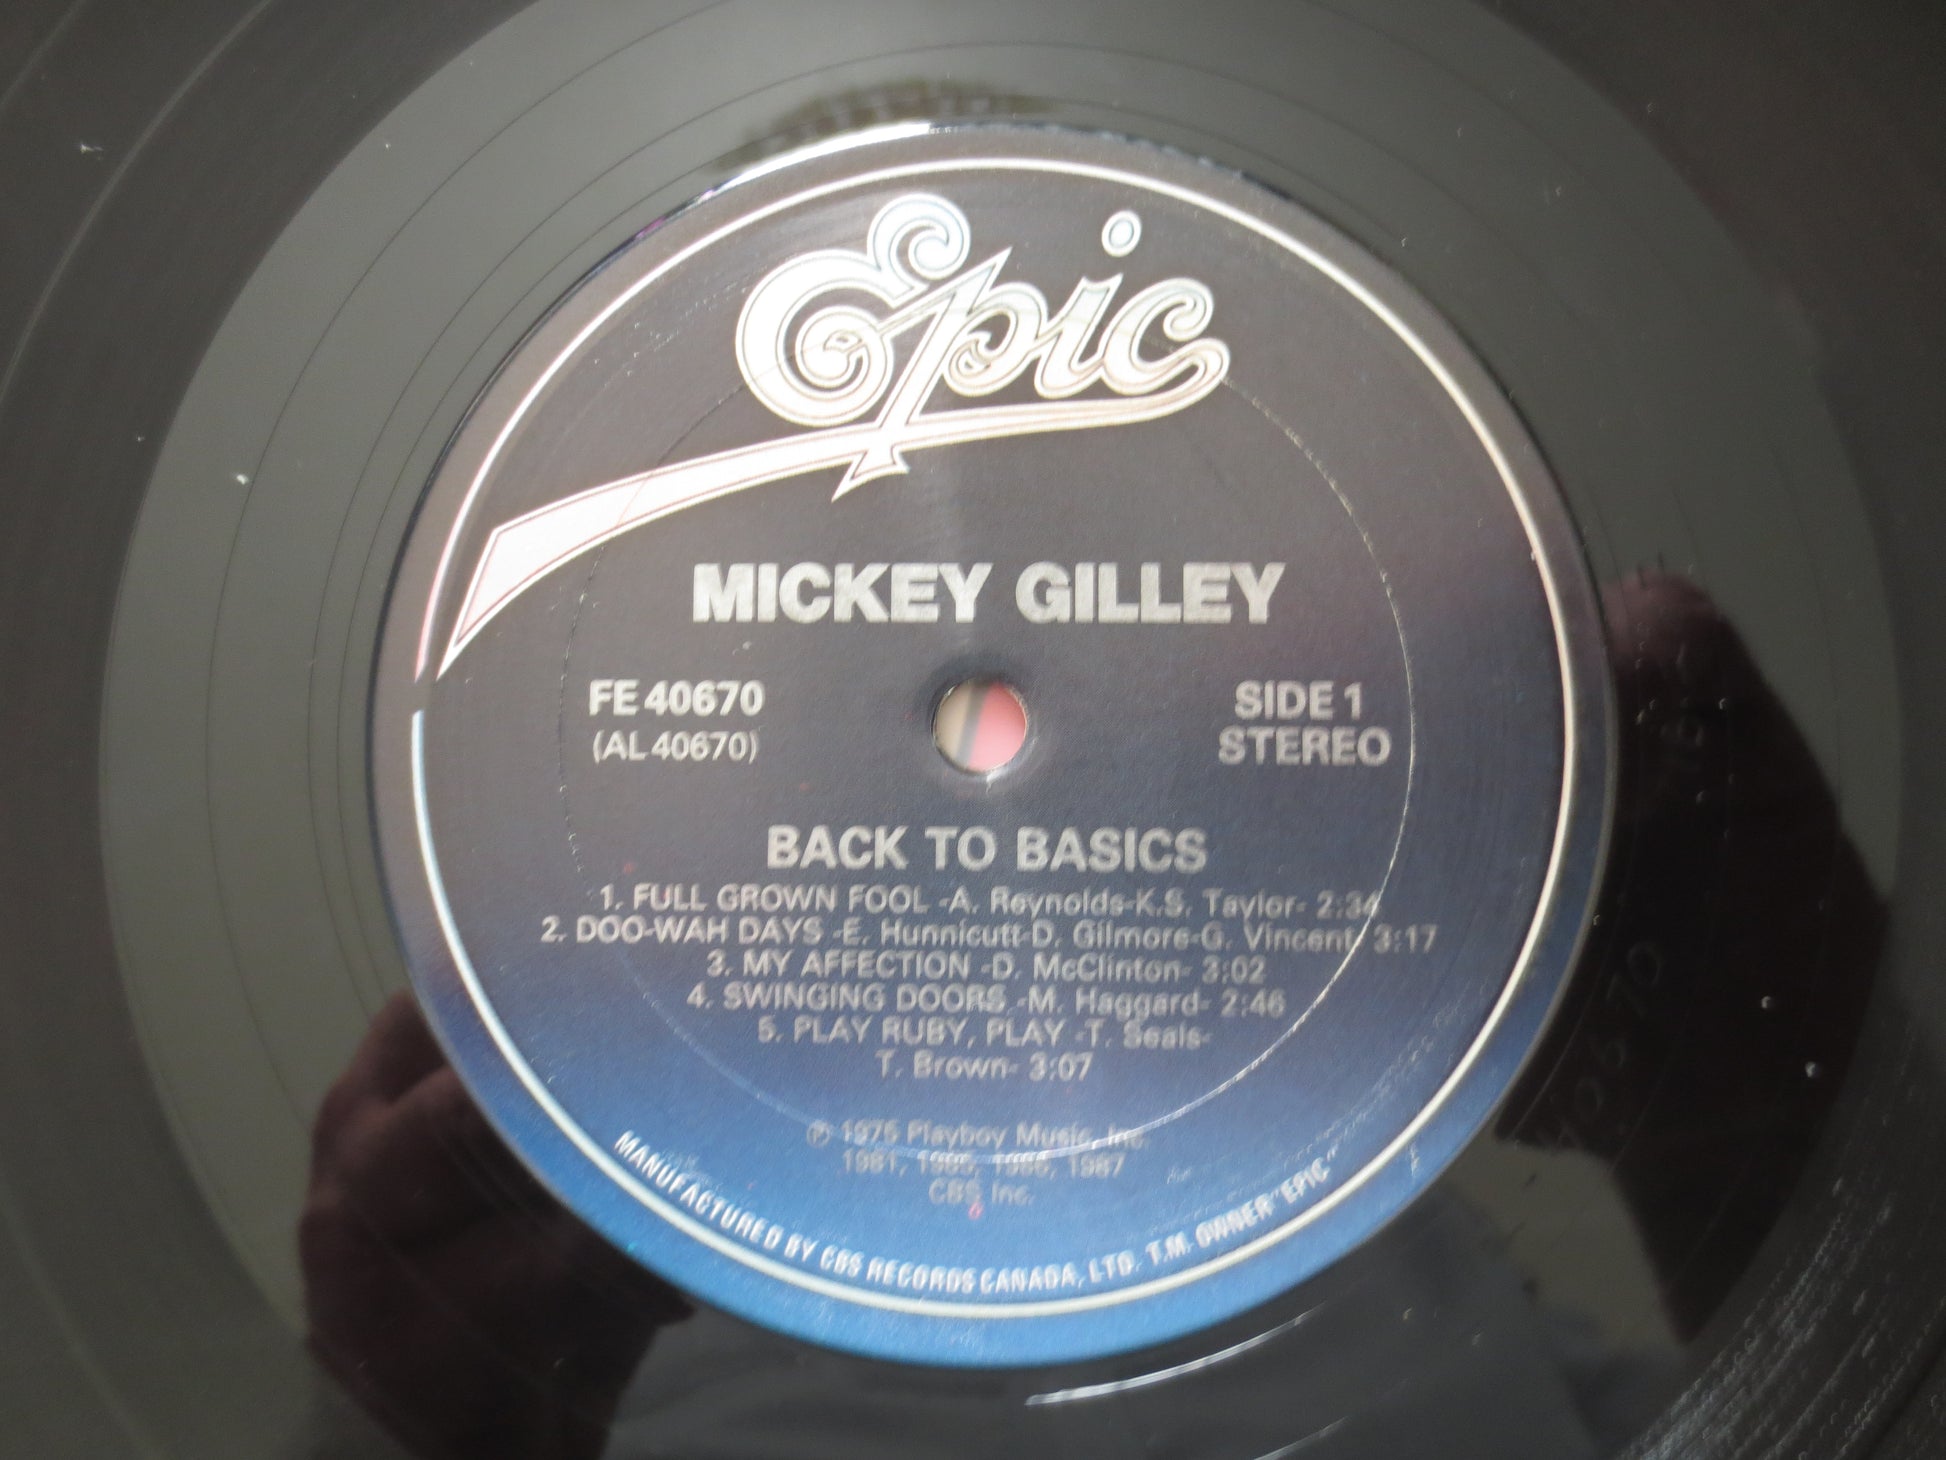 Epic
MICKEY GILLEY
FE 40670
(AL 40670)
SIDE 1
STEREO
BACK TO BASICS
1. FULL GROWN FOOL -A. Reynolds-K.S. Taylor- 2:34
2. DOO-WAH DAYS -E. Hunnicutt-D. Gilmore-G. Vincent- 3:17
3. MY AFFECTION -D. McClinton- 3:02
4. SWINGING DOORS -M. Haggard- 2:46
5. PLAY RUBY, PLAY -T. Seals-
T. Brown- 3:07
℗ 1975 Playboy Music, Inc.
1981, 1985, 1986, 1987
CBS Inc.
MANUFACTURED BY CBS RECORDS CANADA, LTD. T.M. OWNER "EPIC"